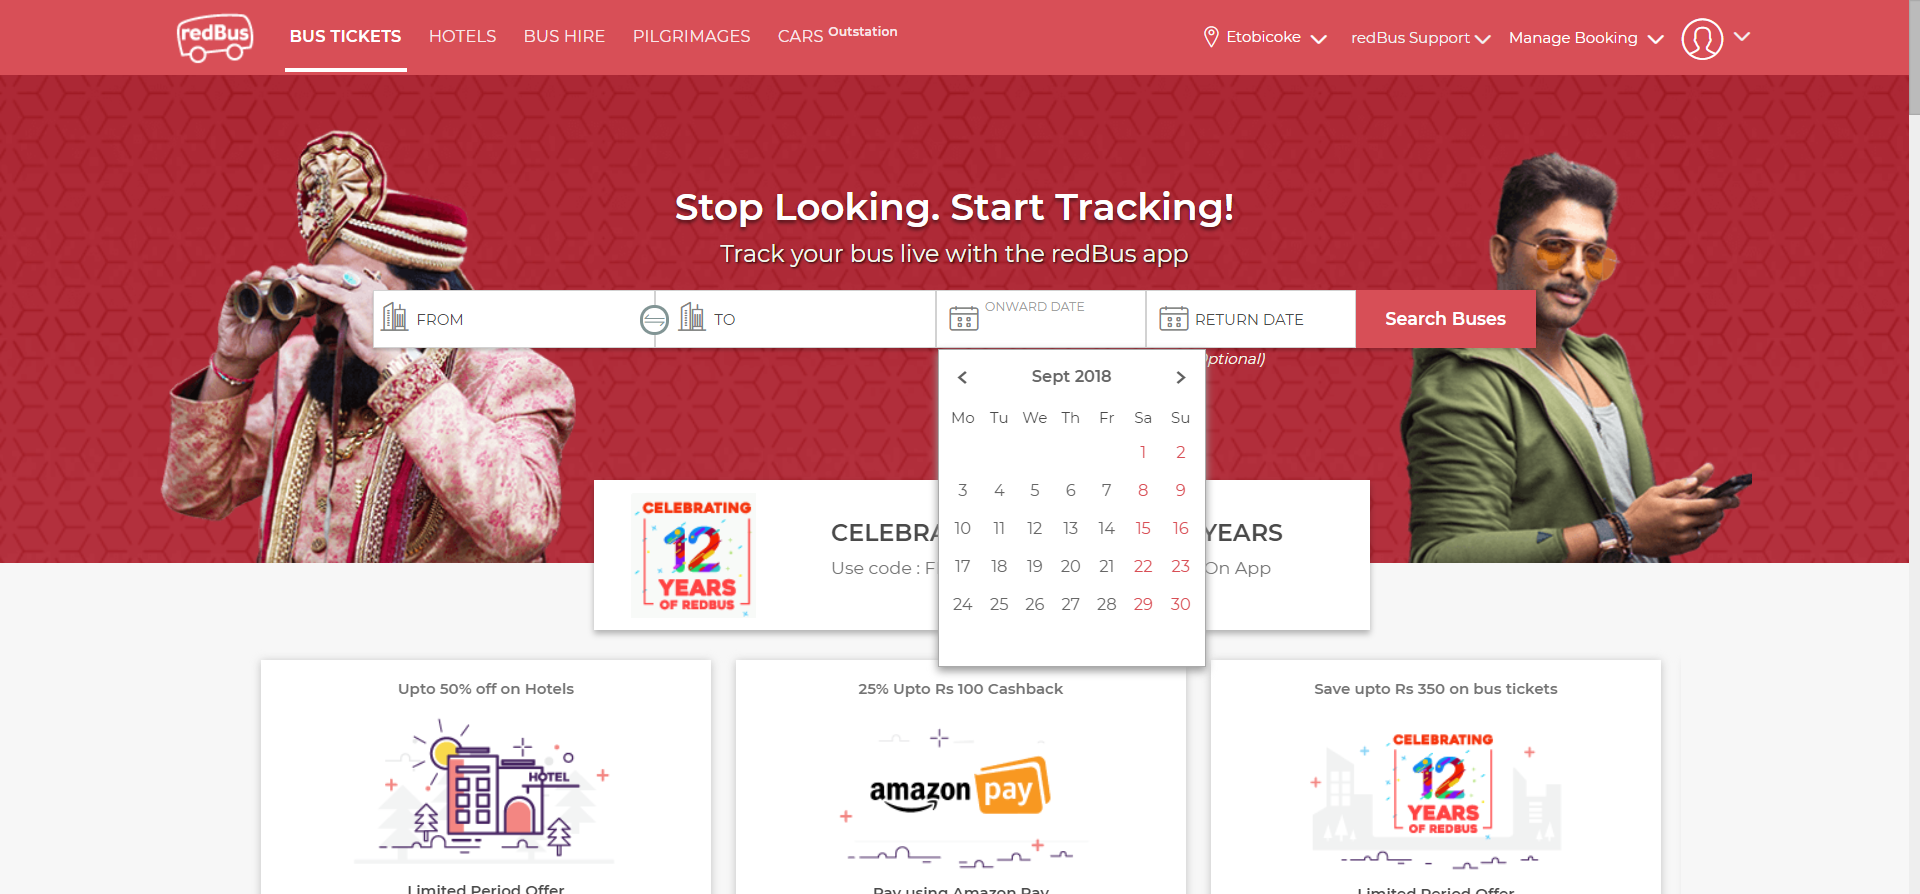 redBus
BUS TICKETS
HOTELS
BUS HIRE
PILGRIMAGES
CARS Outstation
Etobicoke
redBus Support
Manage Booking
Stop Looking. Start Tracking!
Track your bus live with the redBus app
FROM
TO
ONWARD DATE
RETURN DATE
Search Buses
ptional)
< Sept 2018 >
Mo Tu We Th Fr Sa Su
1 2
3 4 5 6 7 8 9
10 11 12 13 14 15 16
17 18 19 20 21 22 23
24 25 26 27 28 29 30
CELEBRATING
12
YEARS
OF REDBUS
CELEBRA YEARS
Use code : F On App
Upto 50% off on Hotels
HOTEL
Limited Period Offer
25% Upto Rs 100 Cashback
amazon pay
Pay using Amazon Pay
Save upto Rs 350 on bus tickets
CELEBRATING
12
YEARS
OF REDBUS
Limited Period Offer